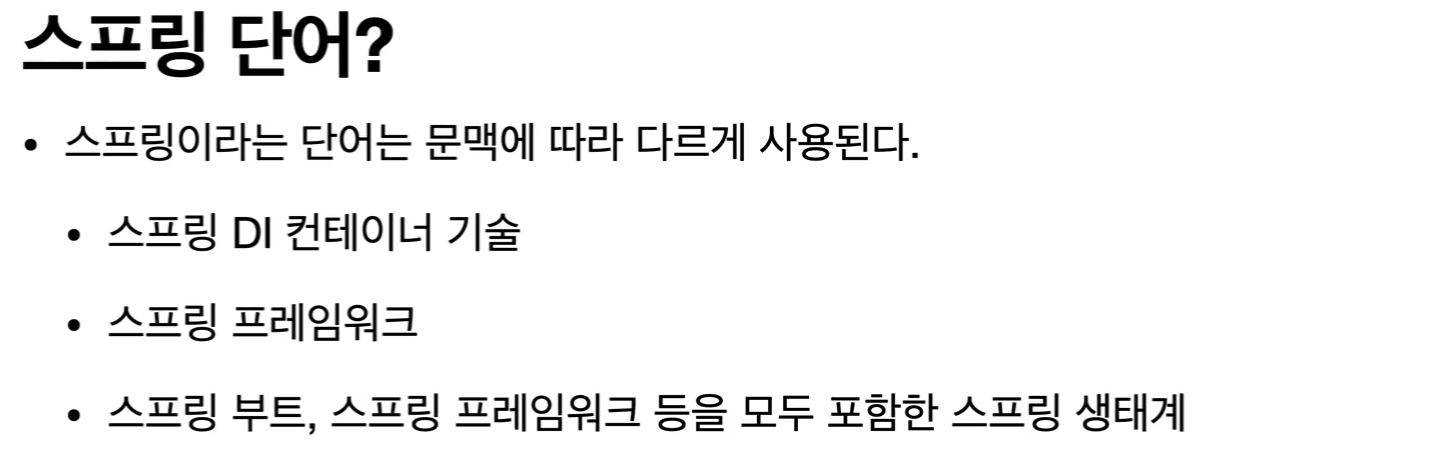 스프링 단어?
• 스프링이라는 단어는 문맥에 따라 다르게 사용된다.
• 스프링 DI 컨테이너 기술
• 스프링 프레임워크
• 스프링 부트, 스프링 프레임워크 등을 모두 포함한 스프링 생태계